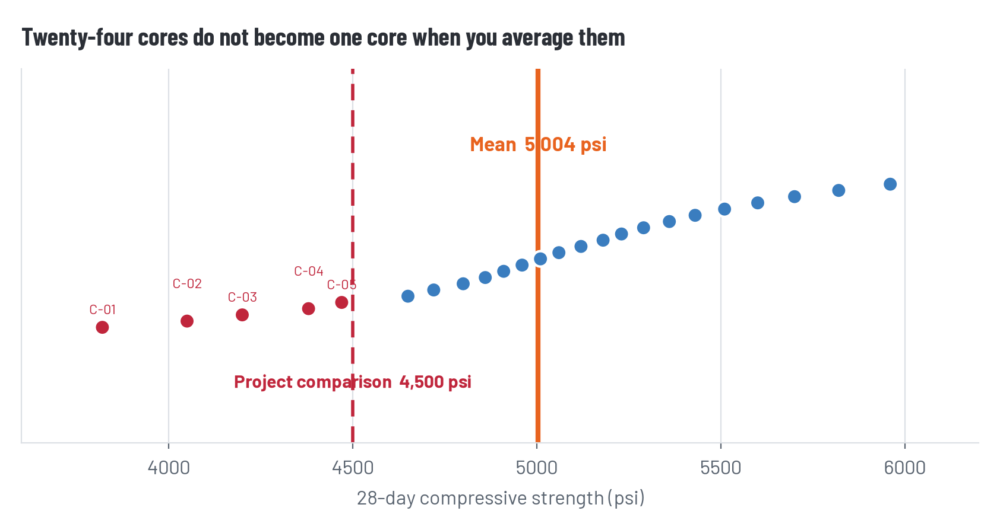 Twenty-four cores do not become one core when you average them
Mean 5,004 psi
C-04
C-02
C-05
C-03
C-01
Project comparison 4,500 psi
4000 4500 5000 5500 6000
28-day compressive strength (psi)